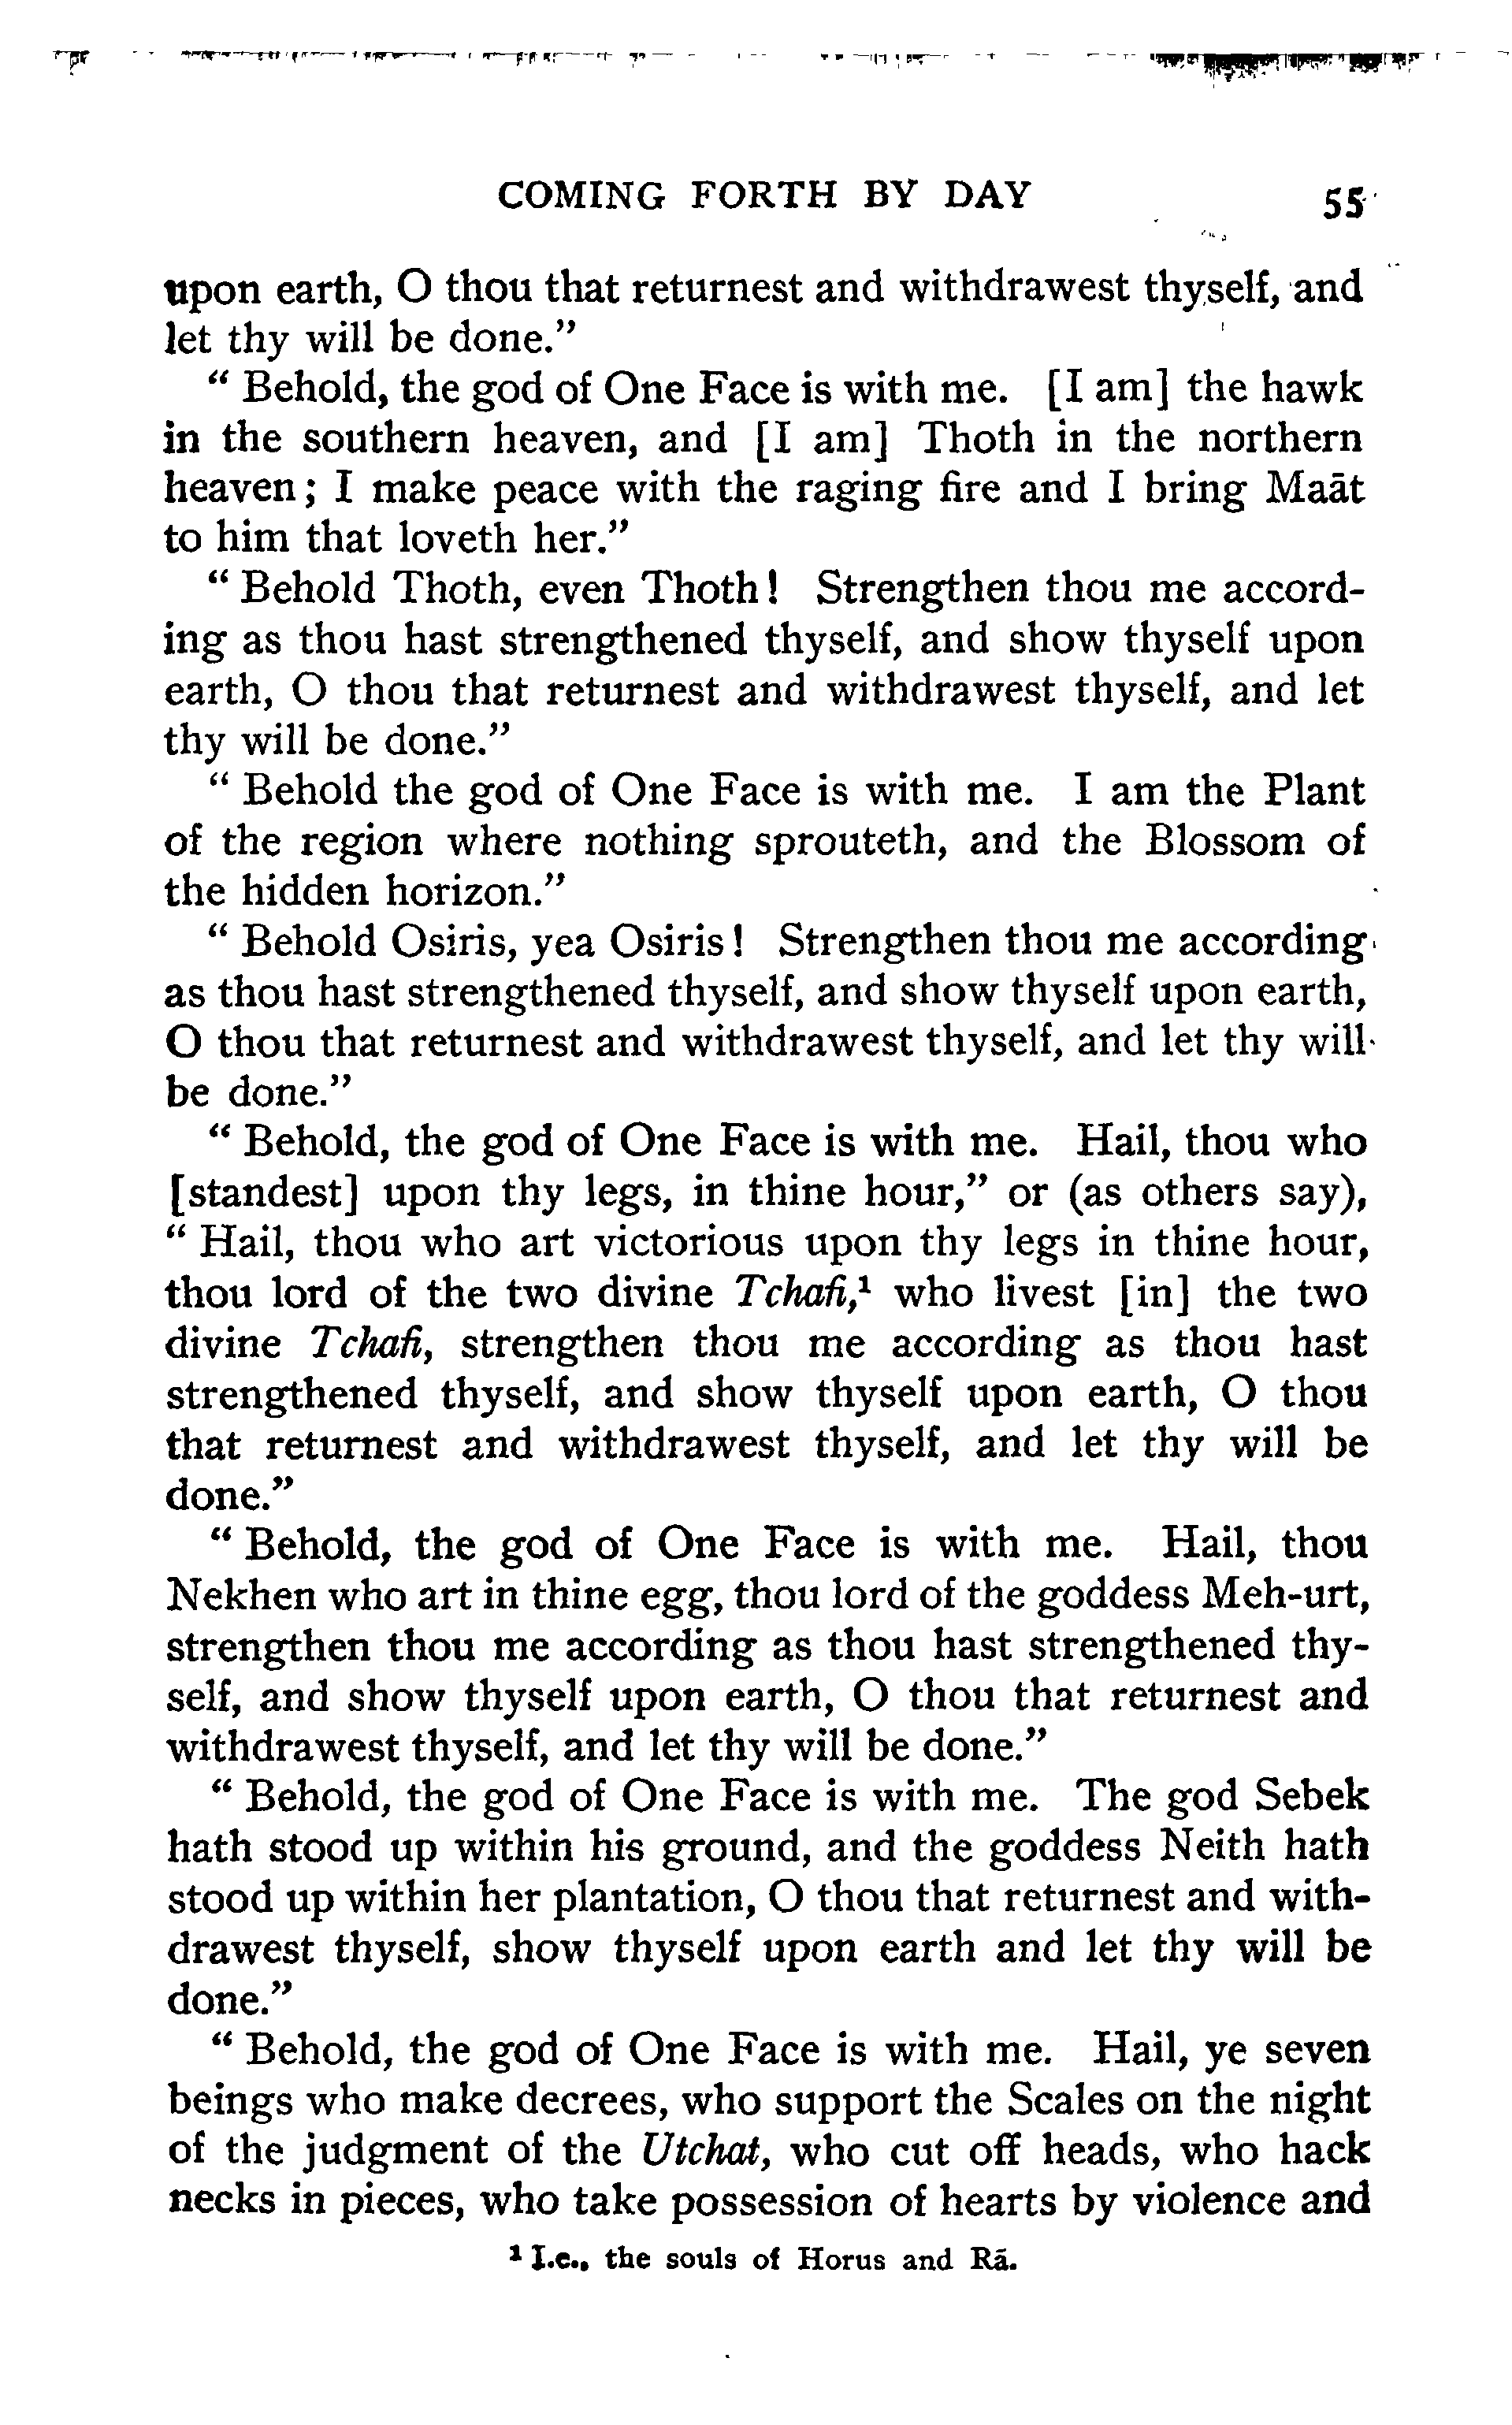 COMING FORTH BY DAY 55
upon earth, O thou that returnest and withdrawest thyself, and
let thy will be done."
" Behold, the god of One Face is with me. [I am] the hawk
in the southern heaven, and [I am] Thoth in the northern
heaven; I make peace with the raging fire and I bring Maāt
to him that loveth her."
" Behold Thoth, even Thoth! Strengthen thou me accord-
ing as thou hast strengthened thyself, and show thyself upon
earth, O thou that returnest and withdrawest thyself, and let
thy will be done."
" Behold the god of One Face is with me. I am the Plant
of the region where nothing sprouteth, and the Blossom of
the hidden horizon."
" Behold Osiris, yea Osiris! Strengthen thou me according
as thou hast strengthened thyself, and show thyself upon earth,
O thou that returnest and withdrawest thyself, and let thy will
be done."
" Behold, the god of One Face is with me. Hail, thou who
[standest] upon thy legs, in thine hour," or (as others say),
" Hail, thou who art victorious upon thy legs in thine hour,
thou lord of the two divine Tchafi,¹ who livest [in] the two
divine Tchafi, strengthen thou me according as thou hast
strengthened thyself, and show thyself upon earth, O thou
that returnest and withdrawest thyself, and let thy will be
done."
" Behold, the god of One Face is with me. Hail, thou
Nekhen who art in thine egg, thou lord of the goddess Meh-urt,
strengthen thou me according as thou hast strengthened thy-
self, and show thyself upon earth, O thou that returnest and
withdrawest thyself, and let thy will be done."
" Behold, the god of One Face is with me. The god Sebek
hath stood up within his ground, and the goddess Neith hath
stood up within her plantation, O thou that returnest and with-
drawest thyself, show thyself upon earth and let thy will be
done."
" Behold, the god of One Face is with me. Hail, ye seven
beings who make decrees, who support the Scales on the night
of the judgment of the Utchat, who cut off heads, who hack
necks in pieces, who take possession of hearts by violence and
¹ I.e., the souls of Horus and Rā.